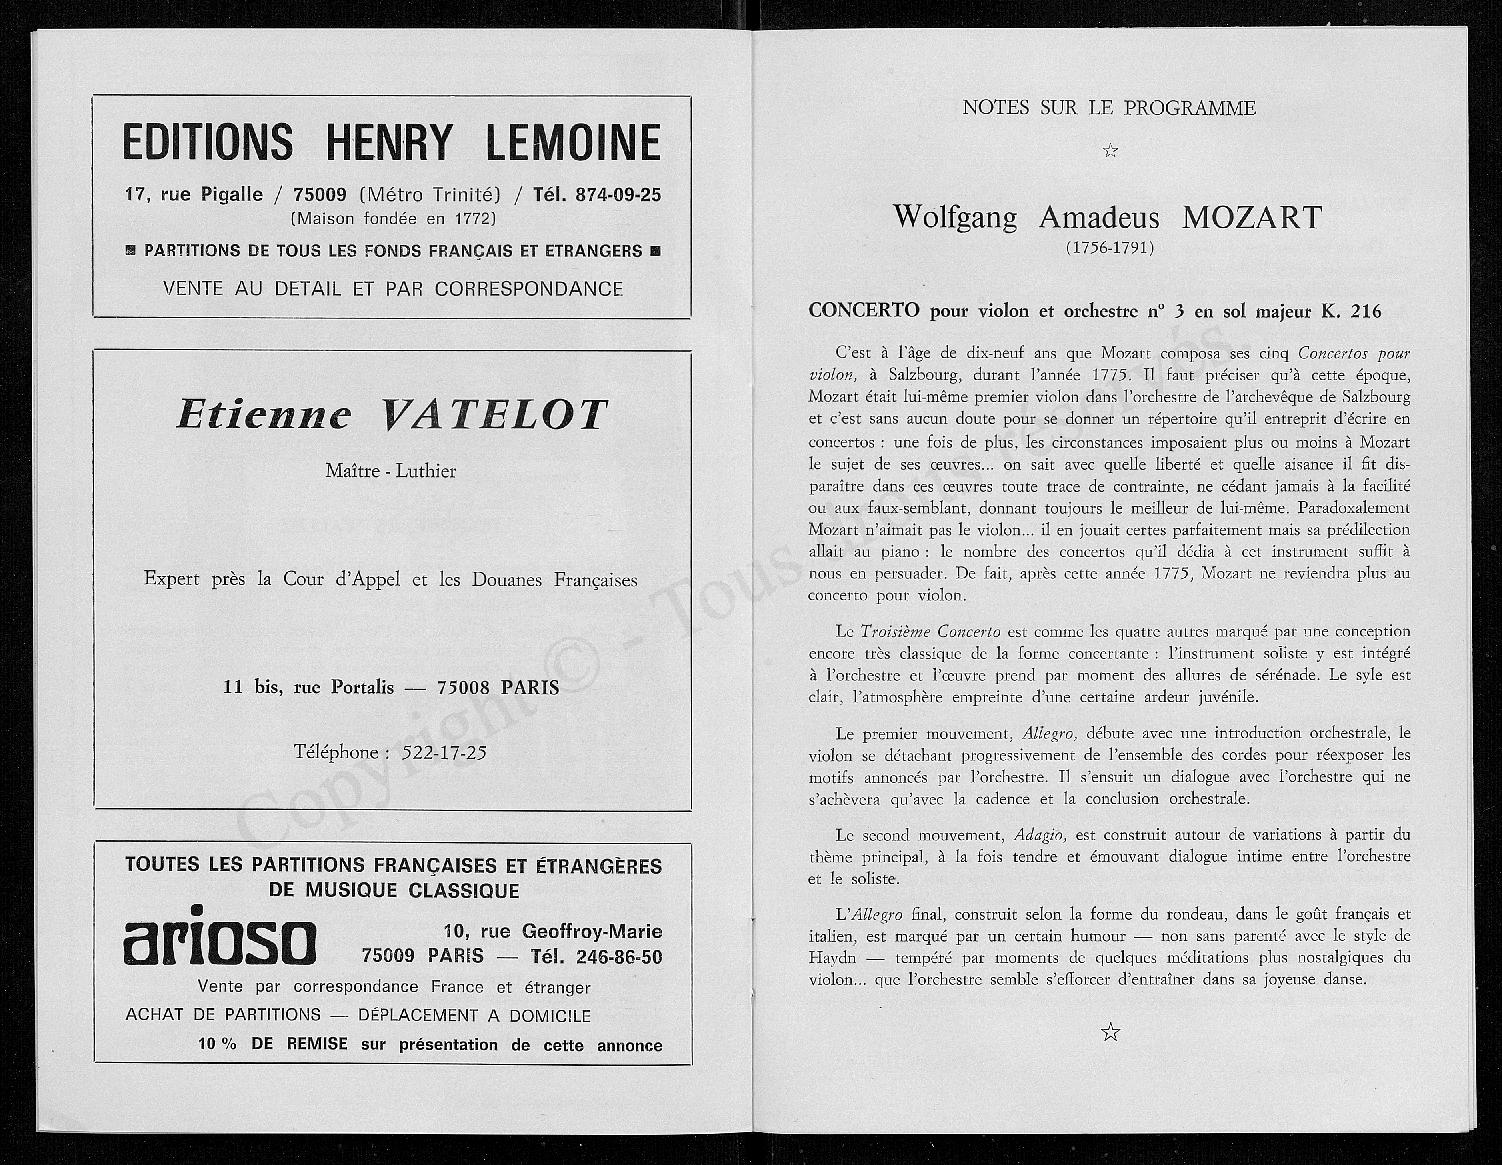 EDITIONS HENRY LEMOINE
17, rue Pigalle / 75009 (Métro Trinité) / Tél. 874-09-25
(Maison fondée en 1772)
■ PARTITIONS DE TOUS LES FONDS FRANÇAIS ET ETRANGERS ■
VENTE AU DETAIL ET PAR CORRESPONDANCE
Etienne VATELOT
Maître - Luthier
Expert près la Cour d'Appel et les Douanes Françaises
11 bis, rue Portalis — 75008 PARIS
Téléphone : 522-17-25
TOUTES LES PARTITIONS FRANÇAISES ET ÉTRANGÈRES
DE MUSIQUE CLASSIQUE
arioso
10, rue Geoffroy-Marie
75009 PARIS — Tél. 246-86-50
Vente par correspondance France et étranger
ACHAT DE PARTITIONS — DÉPLACEMENT A DOMICILE
10 % DE REMISE sur présentation de cette annonce
NOTES SUR LE PROGRAMME
☆
Wolfgang Amadeus MOZART
(1756-1791)
CONCERTO pour violon et orchestre n° 3 en sol majeur K. 216
C'est à l'âge de dix-neuf ans que Mozart composa ses cinq Concertos pour
violon, à Salzbourg, durant l'année 1775. Il faut préciser qu'à cette époque,
Mozart était lui-même premier violon dans l'orchestre de l'archevêque de Salzbourg
et c'est sans aucun doute pour se donner un répertoire qu'il entreprit d'écrire en
concertos : une fois de plus, les circonstances imposaient plus ou moins à Mozart
le sujet de ses œuvres... on sait avec quelle liberté et quelle aisance il fit dis-
paraître dans ces œuvres toute trace de contrainte, ne cédant jamais à la facilité
ou aux faux-semblant, donnant toujours le meilleur de lui-même. Paradoxalement
Mozart n'aimait pas le violon... il en jouait certes parfaitement mais sa prédilection
allait au piano : le nombre des concertos qu'il dédia à cet instrument suffit à
nous en persuader. De fait, après cette année 1775, Mozart ne reviendra plus au
concerto pour violon.
Le Troisième Concerto est comme les quatre autres marqué par une conception
encore très classique de la forme concertante : l'instrument soliste y est intégré
à l'orchestre et l'œuvre prend par moment des allures de sérénade. Le syle est
clair, l'atmosphère empreinte d'une certaine ardeur juvénile.
Le premier mouvement, Allegro, débute avec une introduction orchestrale, le
violon se détachant progressivement de l'ensemble des cordes pour réexposer les
motifs annoncés par l'orchestre. Il s'ensuit un dialogue avec l'orchestre qui ne
s'achèvera qu'avec la cadence et la conclusion orchestrale.
Le second mouvement, Adagio, est construit autour de variations à partir du
thème principal, à la fois tendre et émouvant dialogue intime entre l'orchestre
et le soliste.
L'Allegro final, construit selon la forme du rondeau, dans le goût français et
italien, est marqué par un certain humour — non sans parenté avec le style de
Haydn — tempéré par moments de quelques méditations plus nostalgiques du
violon... que l'orchestre semble s'efforcer d'entraîner dans sa joyeuse danse.
☆
Copyright © - Tous droits réservés.